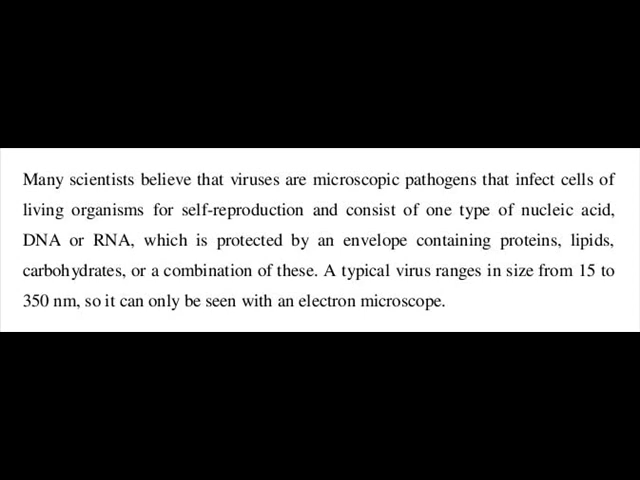 Many scientists believe that viruses are microscopic pathogens that infect cells of
living organisms for self-reproduction and consist of one type of nucleic acid,
DNA or RNA, which is protected by an envelope containing proteins, lipids,
carbohydrates, or a combination of these. A typical virus ranges in size from 15 to
350 nm, so it can only be seen with an electron microscope.